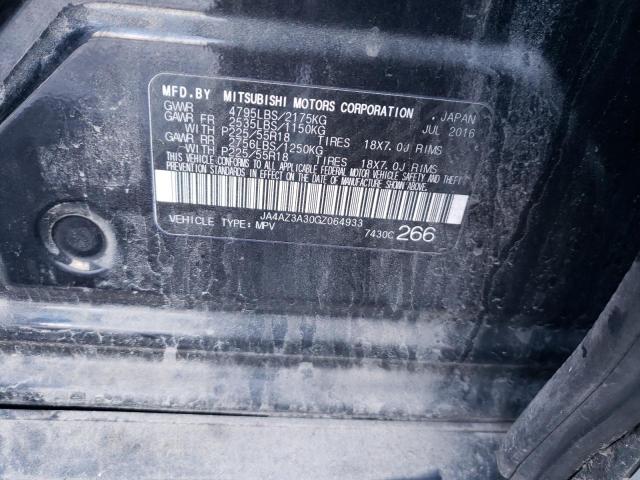 MFD.BY MITSUBISHI MOTORS CORPORATION , JAPAN
GVWR 4795LBS/2175KG JUL 2016
GAWR FR 2535LBS/1150KG
WITH P225/55R18 TIRES 18X7.0J RIMS
GAWR RR 2756LBS/1250KG
WITH P225/55R18 TIRES 18X7.0J RIMS
THIS VEHICLE CONFORMS TO ALL APPLICABLE FEDERAL MOTOR VEHICLE SAFETY, BUMPER, AND THEFT
PREVENTION STANDARDS IN EFFECT ON THE DATE OF MANUFACTURE SHOWN ABOVE.
JA4AZ3A30GZ064933
VEHICLE TYPE:MPV 7430C 266